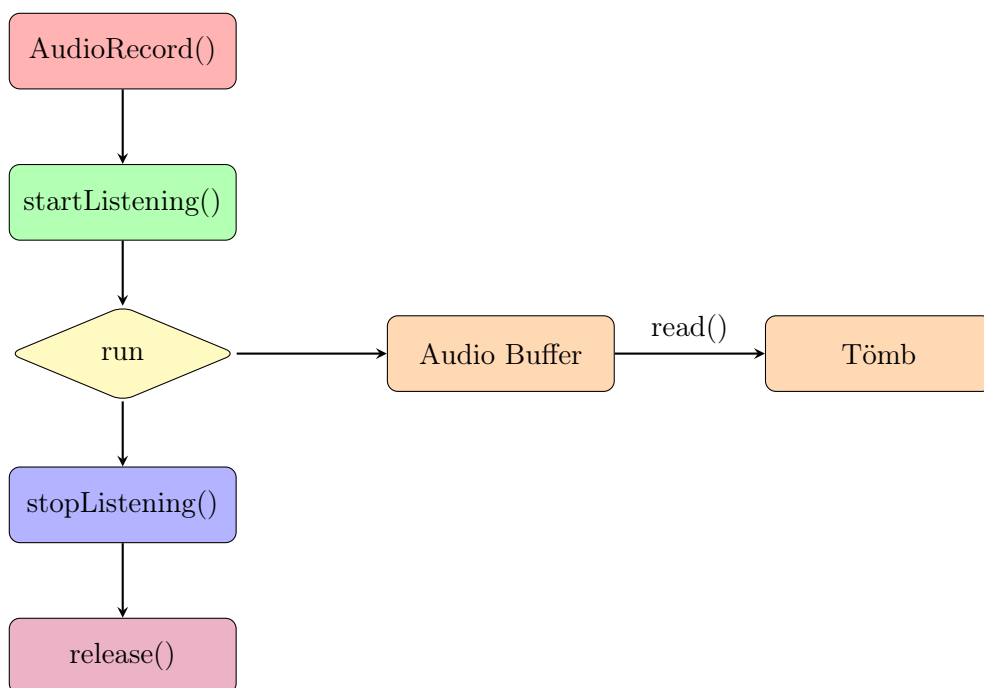 AudioRecord()
startListening()
run
Audio Buffer
read()
Tömb
stopListening()
release()